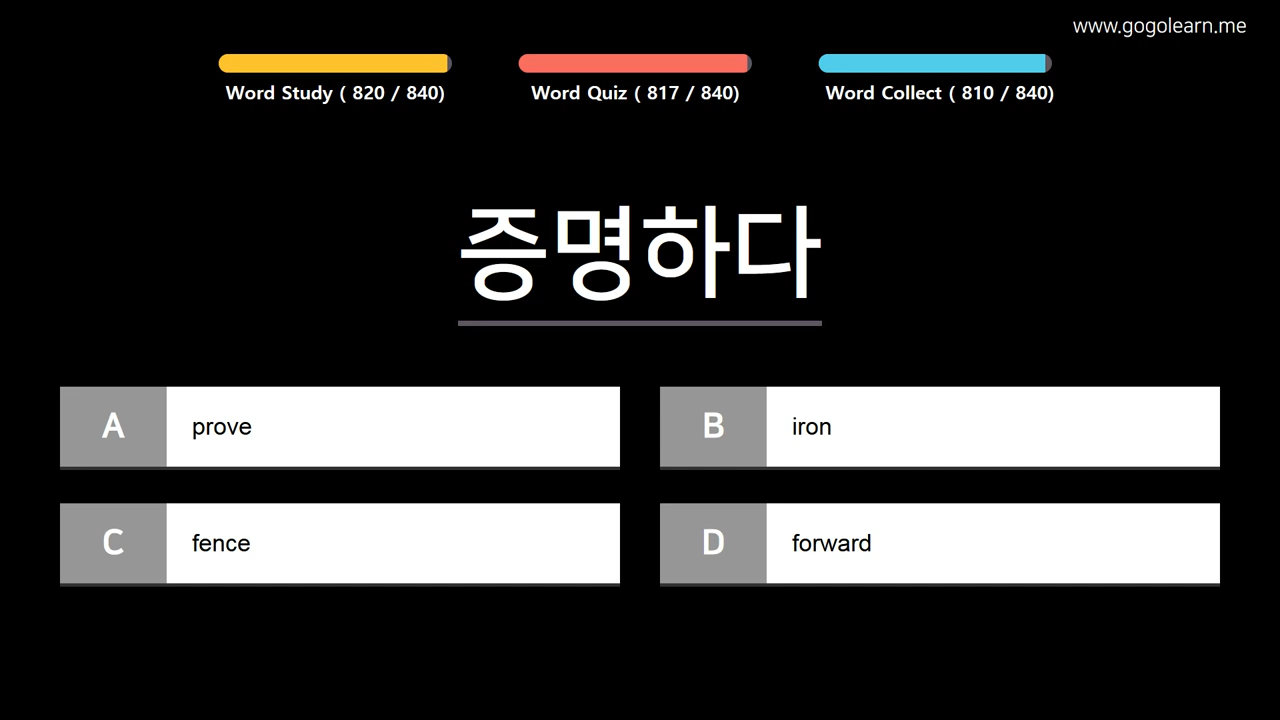 www.gogolearn.me
Word Study ( 820 / 840)
Word Quiz ( 817 / 840)
Word Collect ( 810 / 840)
증명하다
A prove
B iron
C fence
D forward